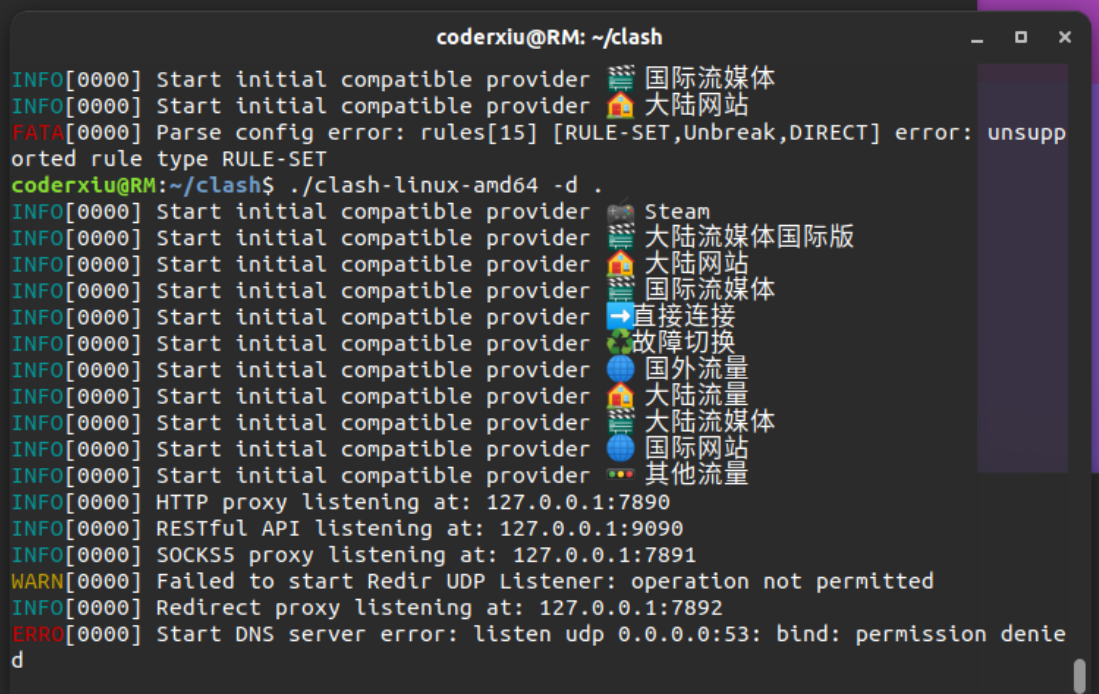 coderxiu@RM: ~/clash
INFO[0000] Start initial compatible provider 🎬 国际流媒体
INFO[0000] Start initial compatible provider 🏠 大陆网站
FATA[0000] Parse config error: rules[15] [RULE-SET,Unbreak,DIRECT] error: unsupp
orted rule type RULE-SET
coderxiu@RM:~/clash$ ./clash-linux-amd64 -d .
INFO[0000] Start initial compatible provider 🎮 Steam
INFO[0000] Start initial compatible provider 🎬 大陆流媒体国际版
INFO[0000] Start initial compatible provider 🏠 大陆网站
INFO[0000] Start initial compatible provider 🎬 国际流媒体
INFO[0000] Start initial compatible provider ➡️直接连接
INFO[0000] Start initial compatible provider ♻️故障切换
INFO[0000] Start initial compatible provider 🌐 国外流量
INFO[0000] Start initial compatible provider 🏠 大陆流量
INFO[0000] Start initial compatible provider 🎬 大陆流媒体
INFO[0000] Start initial compatible provider 🌐 国际网站
INFO[0000] Start initial compatible provider 🚥 其他流量
INFO[0000] HTTP proxy listening at: 127.0.0.1:7890
INFO[0000] RESTful API listening at: 127.0.0.1:9090
INFO[0000] SOCKS5 proxy listening at: 127.0.0.1:7891
WARN[0000] Failed to start Redir UDP Listener: operation not permitted
INFO[0000] Redirect proxy listening at: 127.0.0.1:7892
ERRO[0000] Start DNS server error: listen udp 0.0.0.0:53: bind: permission denie
d